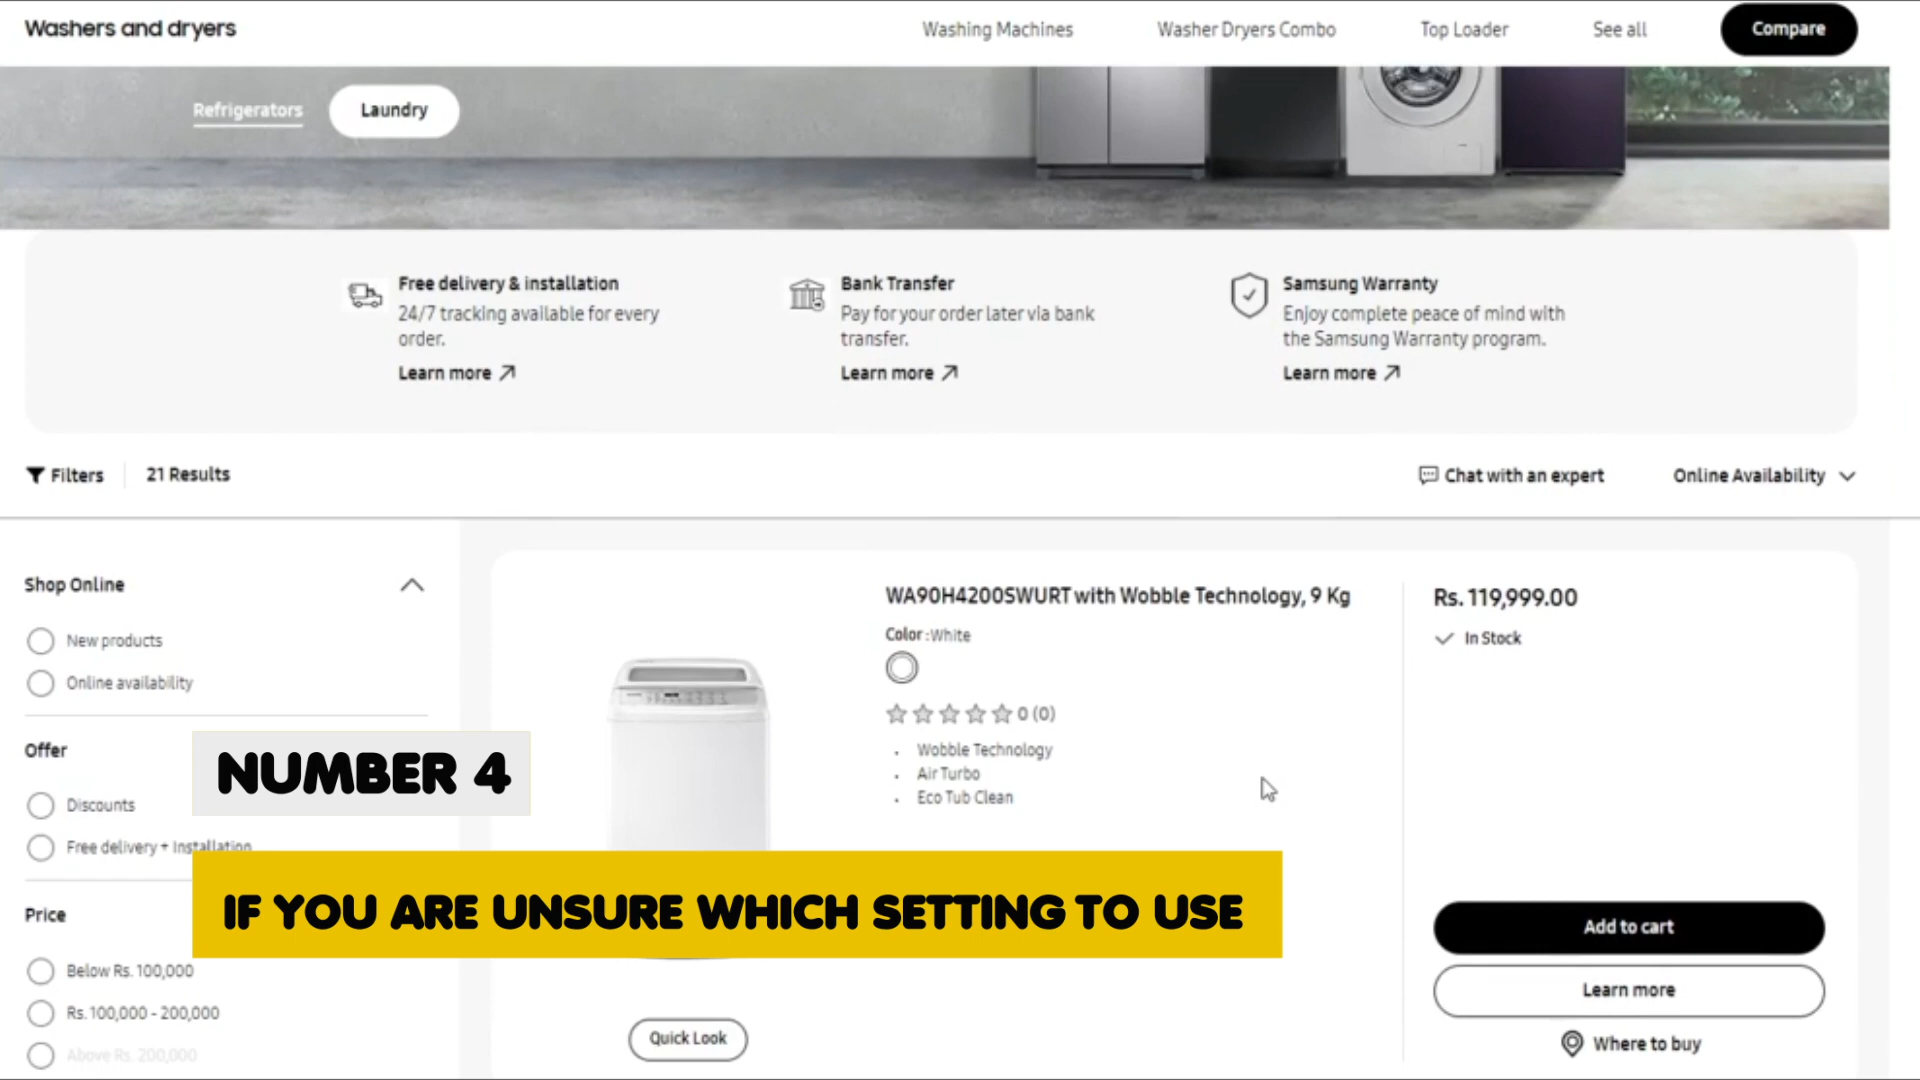 Washers and dryers
Washing Machines
Washer Dryers Combo
Top Loader
See all
Compare
Refrigerators
Laundry
Free delivery & installation
24/7 tracking available for every
order.
Learn more
Bank Transfer
Pay for your order later via bank
transfer.
Learn more
Samsung Warranty
Enjoy complete peace of mind with
the Samsung Warranty program.
Learn more
Filters
21 Results
Chat with an expert
Online Availability
Shop Online
New products
Online availability
Offer
Discounts
Free delivery + Installation
Price
Below Rs. 100,000
Rs. 100,000 - 200,000
Above Rs. 200,000
NUMBER 4
IF YOU ARE UNSURE WHICH SETTING TO USE
WA90H4200SWURT with Wobble Technology, 9 Kg
Color : White
0 (0)
Wobble Technology
Air Turbo
Eco Tub Clean
Quick Look
Rs. 119,999.00
In Stock
Add to cart
Learn more
Where to buy